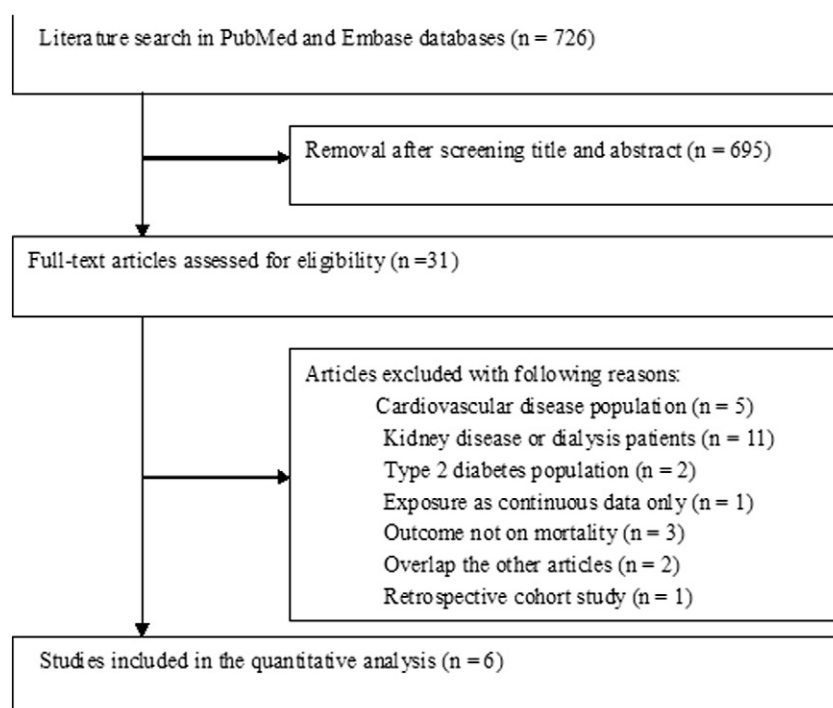 Literature search in PubMed and Embase databases (n = 726)
Removal after screening title and abstract (n = 695)
Full-text articles assessed for eligibility (n =31)
Articles excluded with following reasons:
Cardiovascular disease population (n = 5)
Kidney disease or dialysis patients (n = 11)
Type 2 diabetes population (n = 2)
Exposure as continuous data only (n = 1)
Outcome not on mortality (n = 3)
Overlap the other articles (n = 2)
Retrospective cohort study (n = 1)
Studies included in the quantitative analysis (n =6)